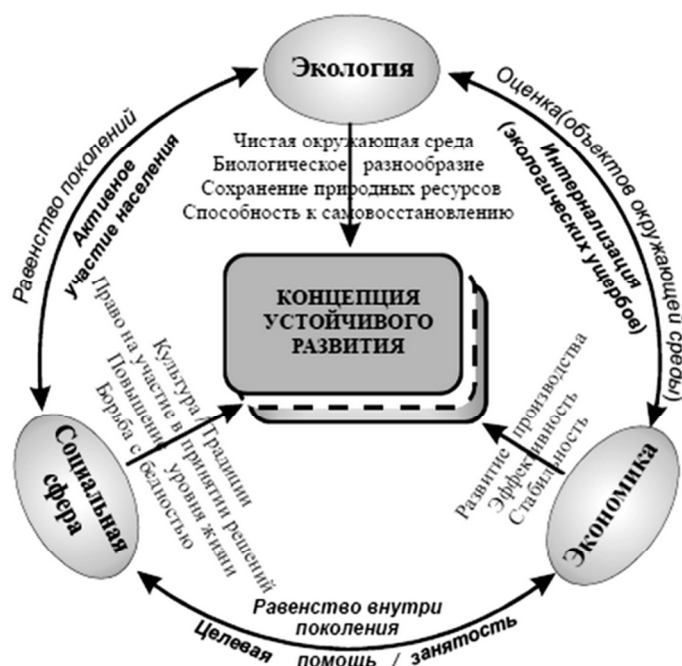 Экология
Чистая окружающая среда
Биологическое разнообразие
Сохранение природных ресурсов
Способность к самовосстановлению
Равенство поколений
Активное
участие населения
Оценка(объектов окружающей среды)
Интернализация
(экологических ущербов)
КОНЦЕПЦИЯ
УСТОЙЧИВОГО
РАЗВИТИЯ
Культура / Традиции
Право на участие в принятии решений
Повышение уровня жизни
Борьба с бедностью
Развитие производства
Эффективность
Стабильность
Социальная
сфера
Экономика
Равенство внутри
поколения
Целевая помощь / занятость